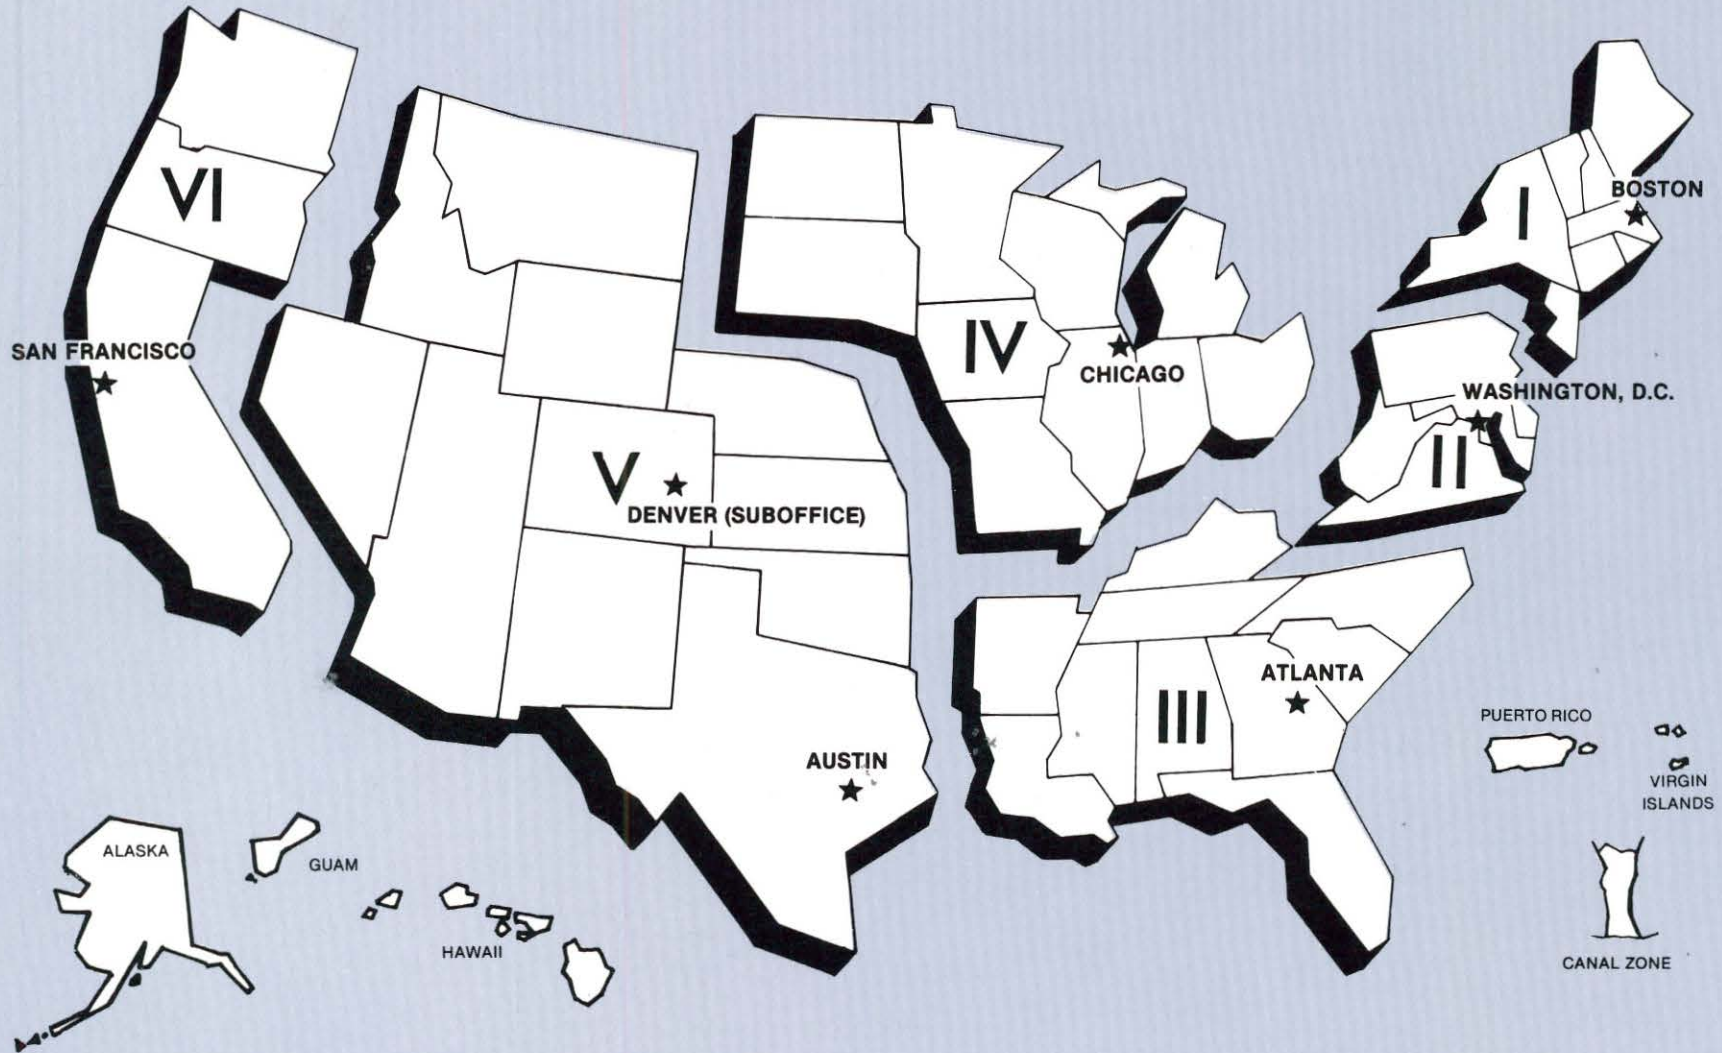 VI
SAN FRANCISCO
V
DENVER (SUBOFFICE)
AUSTIN
IV
CHICAGO
I
BOSTON
WASHINGTON, D.C.
II
III
ATLANTA
PUERTO RICO
VIRGIN
ISLANDS
CANAL ZONE
ALASKA
GUAM
HAWAII